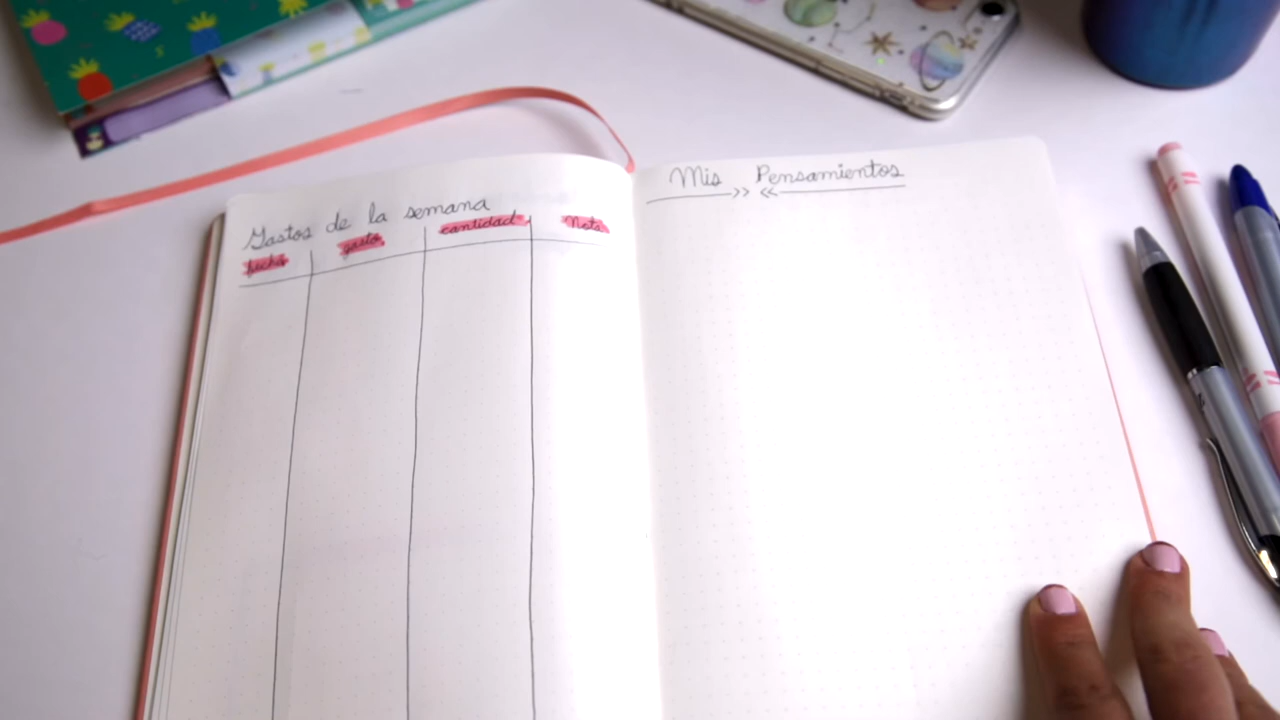 Gastos de la semana
fecha gasto cantidad Nota
Mis Pensamientos